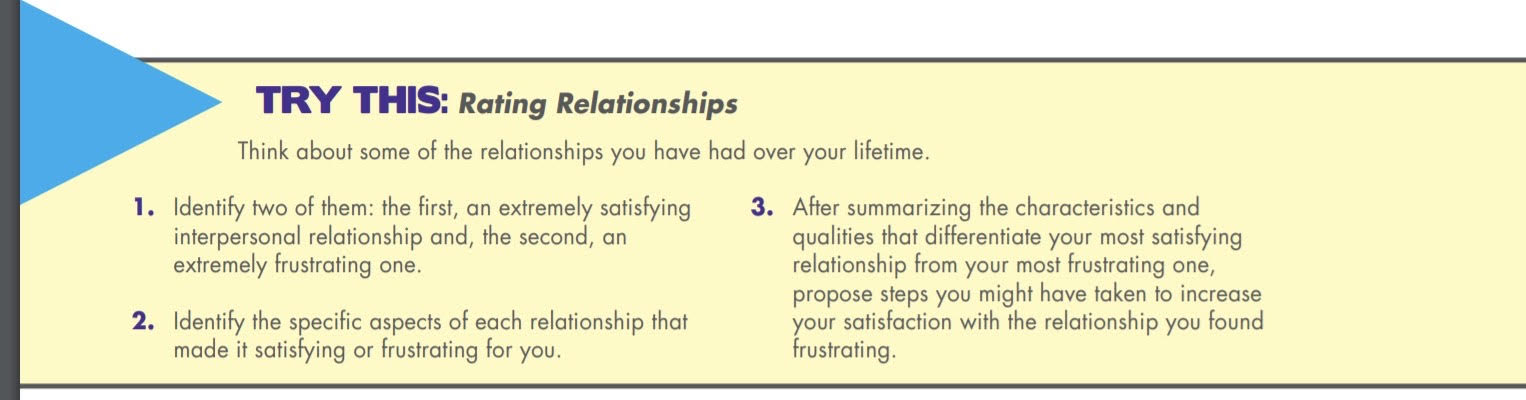 TRY THIS: Rating Relationships
Think about some of the relationships you have had over your lifetime.
1. Identify two of them: the first, an extremely satisfying
interpersonal relationship and, the second, an
extremely frustrating one.
2. Identify the specific aspects of each relationship that
made it satisfying or frustrating for you.
3. After summarizing the characteristics and
qualities that differentiate your most satisfying
relationship from your most frustrating one,
propose steps you might have taken to increase
your satisfaction with the relationship you found
frustrating.